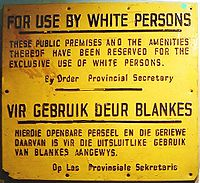 FOR USE BY WHITE PERSONS
THESE PUBLIC PREMISES AND THE AMENITIES
THEREOF HAVE BEEN RESERVED FOR THE
EXCLUSIVE USE OF WHITE PERSONS.
By Order Provincial Secretary
VIR GEBRUIK DEUR BLANKES
HIERDIE OPENBARE PERSEEL EN DIE GERIEWE
DAARVAN IS VIR DIE UITSLUITLIKE GEBRUIK
VAN BLANKES AANGEWYS.
Op Las Provinsiale Sekretaris